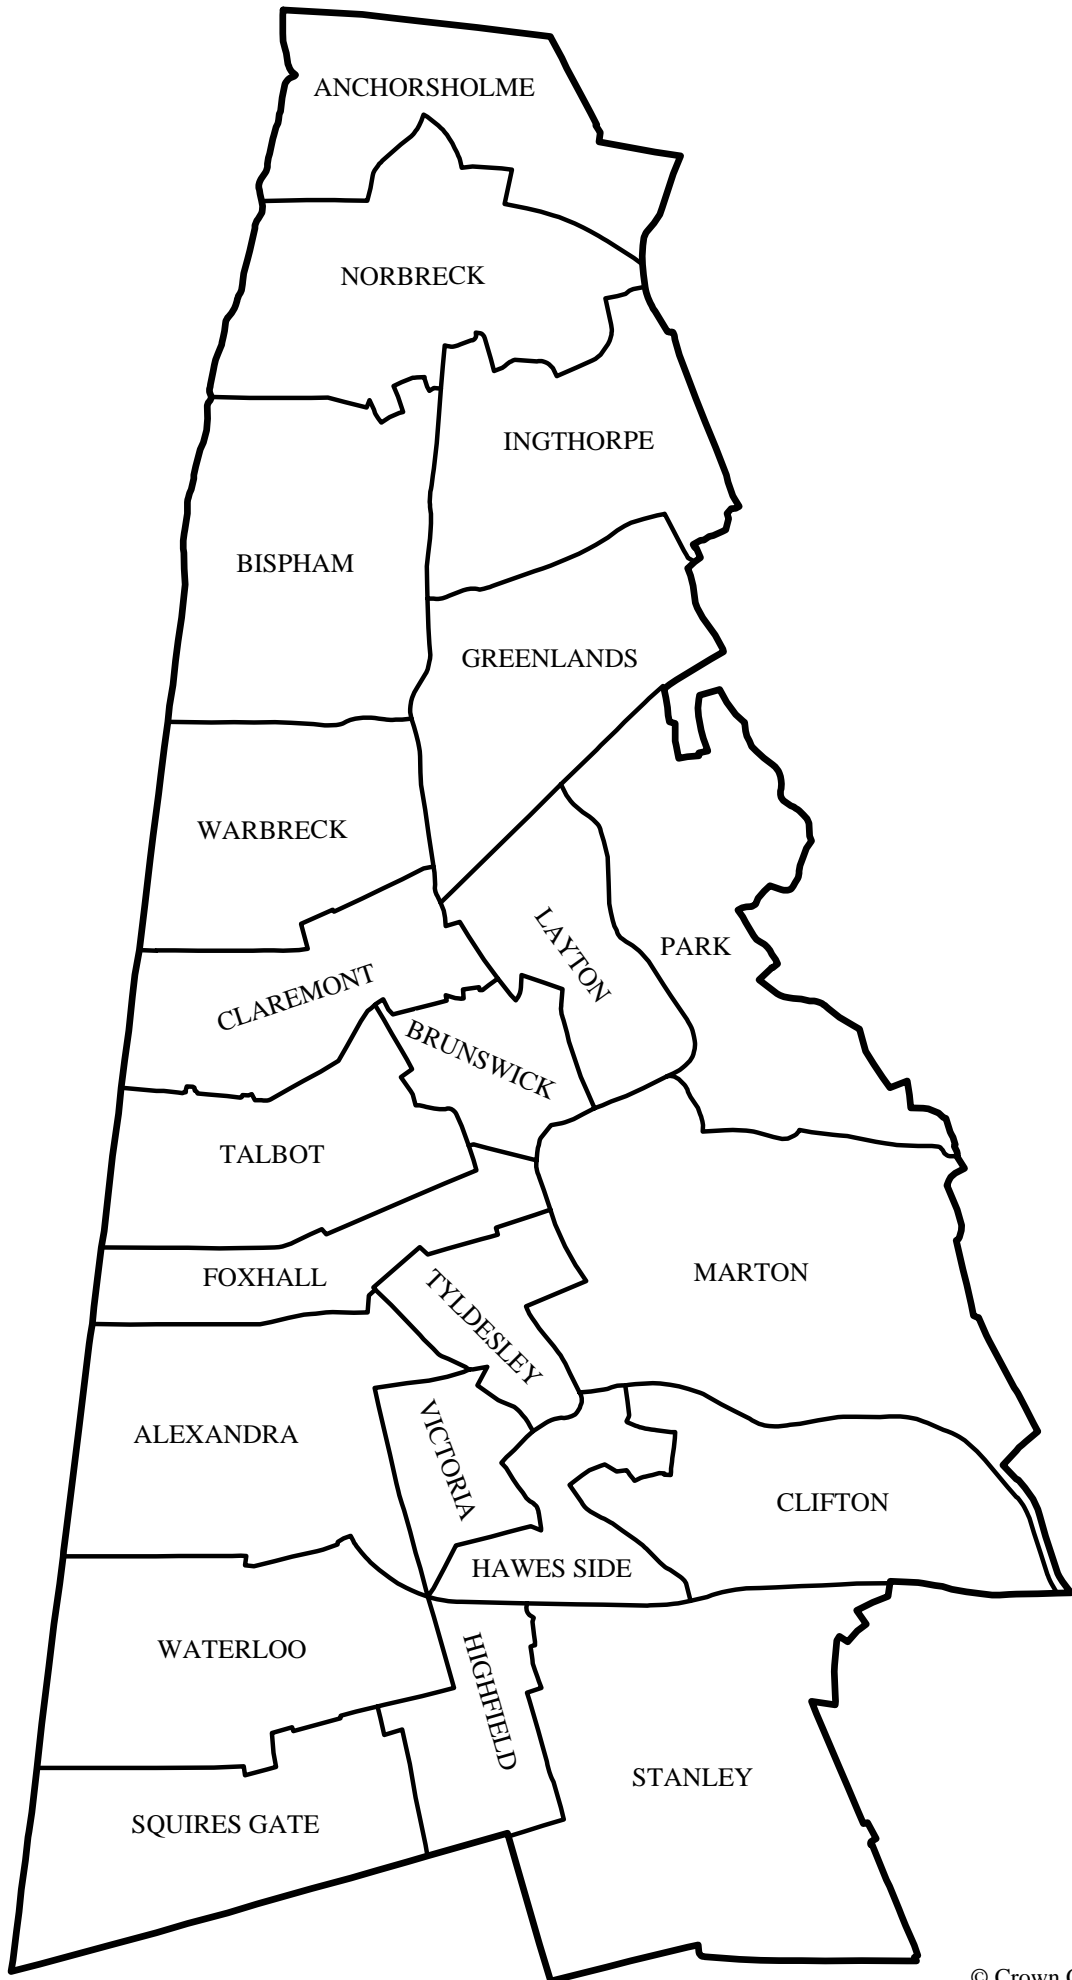 ANCHORSHOLME
NORBRECK
INGTHORPE
BISPHAM
GREENLANDS
WARBRECK
LAYTON
PARK
CLAREMONT
BRUNSWICK
TALBOT
FOXHALL
TYLDESLEY
MARTON
ALEXANDRA
VICTORIA
CLIFTON
HAWES SIDE
WATERLOO
HIGHFIELD
STANLEY
SQUIRES GATE
© Crown